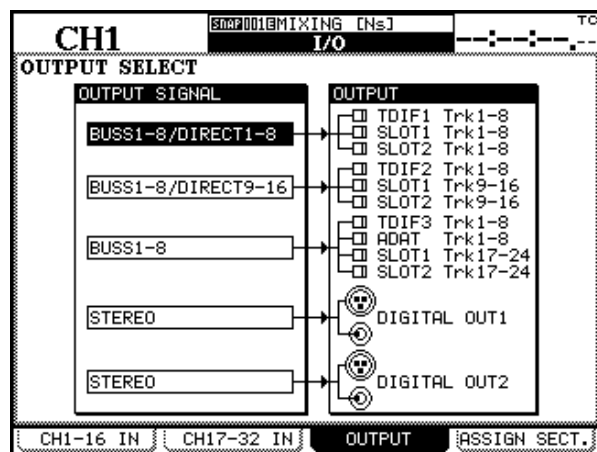 CH1
SNAP001 MIXING [Ns]
I/O
TC
--:--:--.--
OUTPUT SELECT
OUTPUT SIGNAL
OUTPUT
BUSS1-8/DIRECT1-8
TDIF1 Trk1-8
SLOT1 Trk1-8
SLOT2 Trk1-8
BUSS1-8/DIRECT9-16
TDIF2 Trk1-8
SLOT1 Trk9-16
SLOT2 Trk9-16
BUSS1-8
TDIF3 Trk1-8
ADAT Trk1-8
SLOT1 Trk17-24
SLOT2 Trk17-24
STEREO
DIGITAL OUT1
STEREO
DIGITAL OUT2
CH1-16 IN
CH17-32 IN
OUTPUT
ASSIGN SECT.